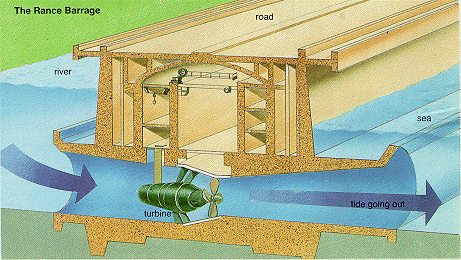 The Rance Barrage
road
river
sea
turbine
tide going out